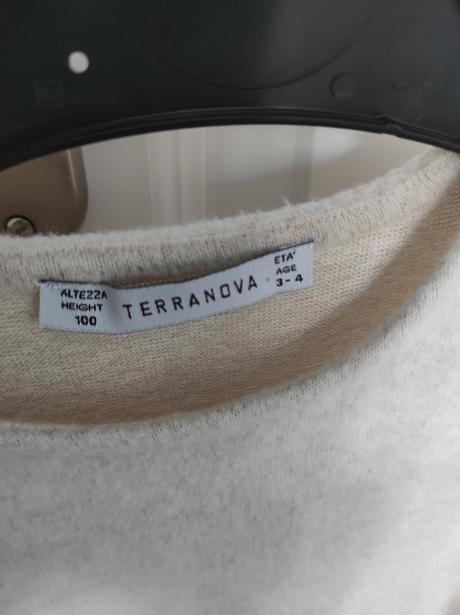 ALTEZZA
HEIGHT
100
TERRANOVA
ETA'
AGE
3-4